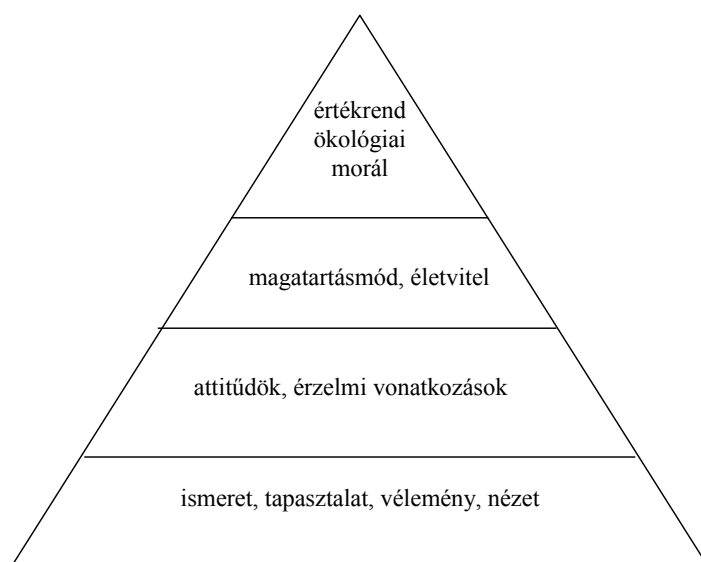 értékrend
ökológiai
morál
magatartásmód, életvitel
attitűdök, érzelmi vonatkozások
ismeret, tapasztalat, vélemény, nézet